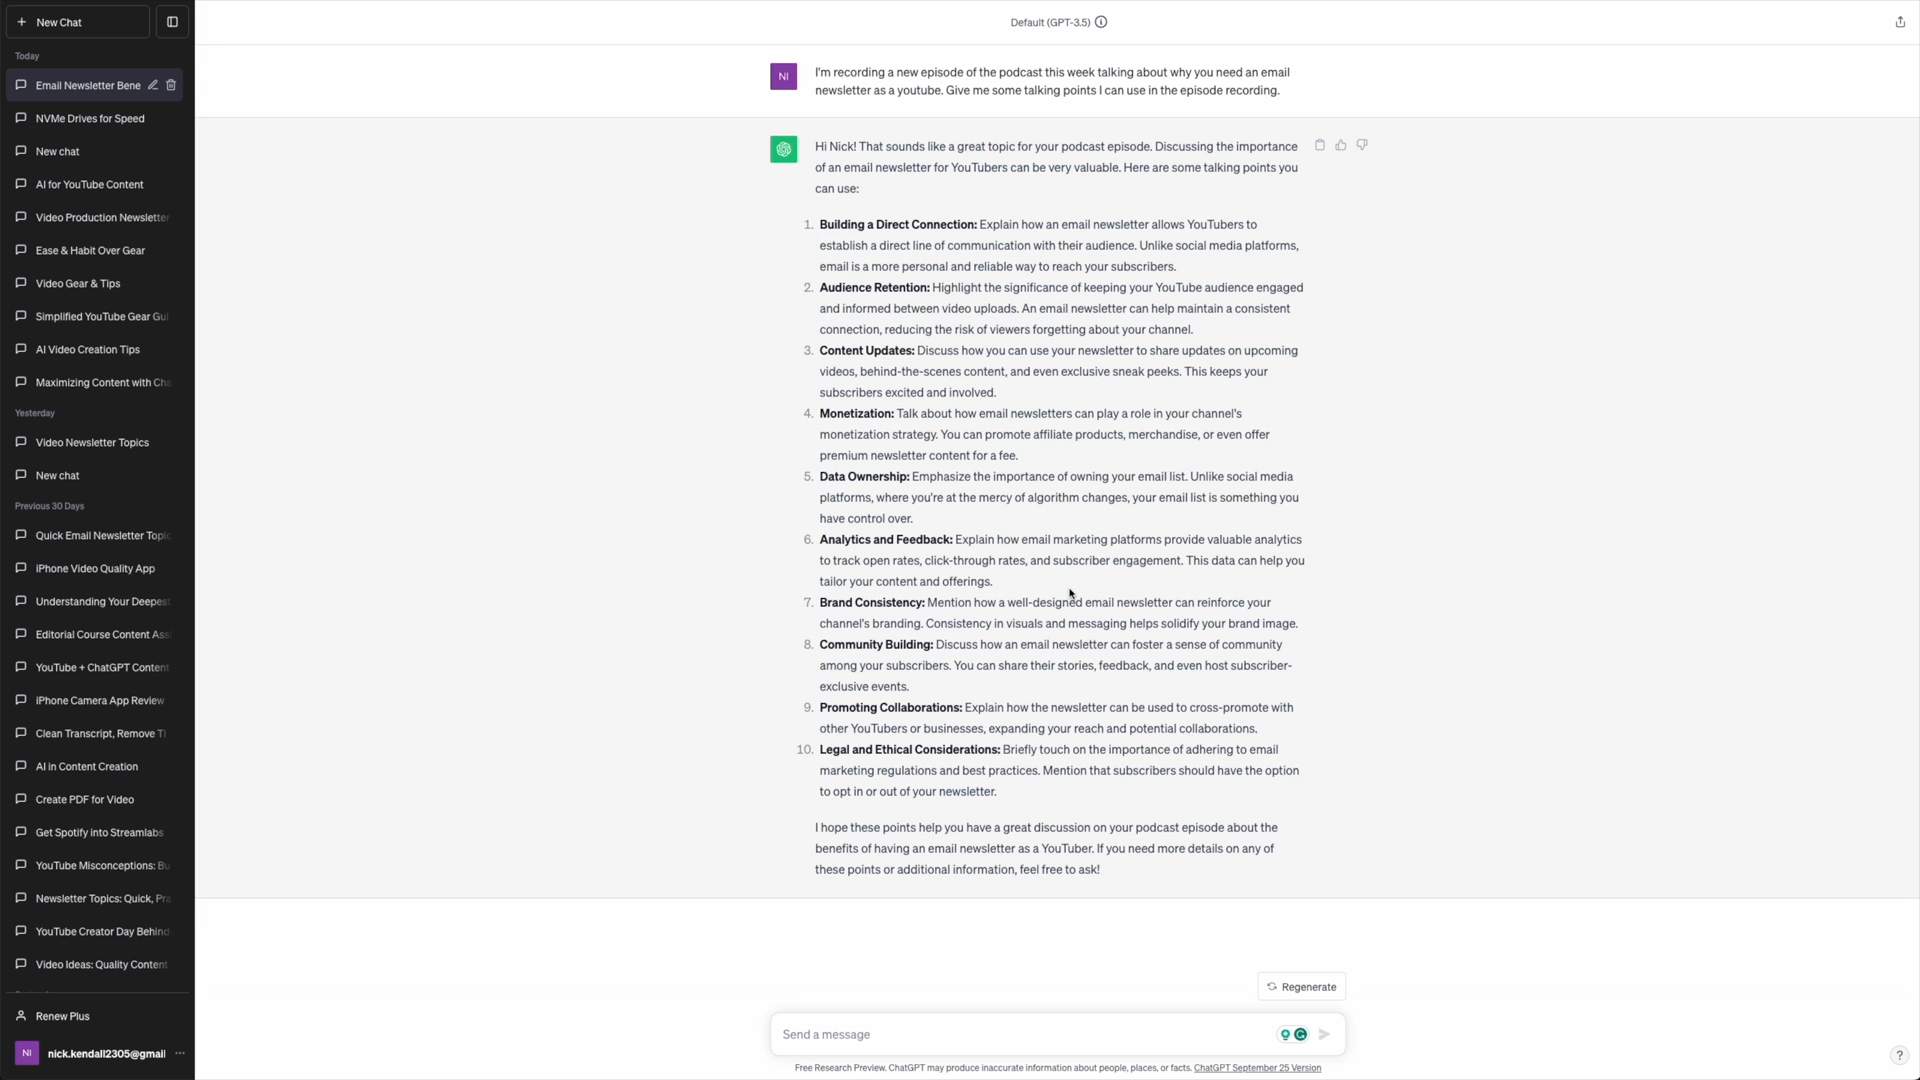 New Chat
Today
Email Newsletter Bene
NVMe Drives for Speed
New chat
AI for YouTube Content
Video Production Newsletter
Ease & Habit Over Gear
Video Gear & Tips
Simplified YouTube Gear Gui
AI Video Creation Tips
Maximizing Content with Cha
Yesterday
Video Newsletter Topics
New chat
Previous 30 Days
Quick Email Newsletter Topic
iPhone Video Quality App
Understanding Your Deepest
Editorial Course Content Assi
YouTube + ChatGPT Content
iPhone Camera App Review
Clean Transcript, Remove Ti
AI in Content Creation
Create PDF for Video
Get Spotify into Streamlabs
YouTube Misconceptions: Bu
Newsletter Topics: Quick, Pra
YouTube Creator Day Behind
Video Ideas: Quality Content
Renew Plus
NI nick.kendall2305@gmail ...
Default (GPT-3.5)
NI
I'm recording a new episode of the podcast this week talking about why you need an email
newsletter as a youtube. Give me some talking points I can use in the episode recording.
Hi Nick! That sounds like a great topic for your podcast episode. Discussing the importance
of an email newsletter for YouTubers can be very valuable. Here are some talking points you
can use:
1. Building a Direct Connection: Explain how an email newsletter allows YouTubers to
establish a direct line of communication with their audience. Unlike social media platforms,
email is a more personal and reliable way to reach your subscribers.
2. Audience Retention: Highlight the significance of keeping your YouTube audience engaged
and informed between video uploads. An email newsletter can help maintain a consistent
connection, reducing the risk of viewers forgetting about your channel.
3. Content Updates: Discuss how you can use your newsletter to share updates on upcoming
videos, behind-the-scenes content, and even exclusive sneak peeks. This keeps your
subscribers excited and involved.
4. Monetization: Talk about how email newsletters can play a role in your channel's
monetization strategy. You can promote affiliate products, merchandise, or even offer
premium newsletter content for a fee.
5. Data Ownership: Emphasize the importance of owning your email list. Unlike social media
platforms, where you're at the mercy of algorithm changes, your email list is something you
have control over.
6. Analytics and Feedback: Explain how email marketing platforms provide valuable analytics
to track open rates, click-through rates, and subscriber engagement. This data can help you
tailor your content and offerings.
7. Brand Consistency: Mention how a well-designed email newsletter can reinforce your
channel's branding. Consistency in visuals and messaging helps solidify your brand image.
8. Community Building: Discuss how an email newsletter can foster a sense of community
among your subscribers. You can share their stories, feedback, and even host subscriber-
exclusive events.
9. Promoting Collaborations: Explain how the newsletter can be used to cross-promote with
other YouTubers or businesses, expanding your reach and potential collaborations.
10. Legal and Ethical Considerations: Briefly touch on the importance of adhering to email
marketing regulations and best practices. Mention that subscribers should have the option
to opt in or out of your newsletter.
I hope these points help you have a great discussion on your podcast episode about the
benefits of having an email newsletter as a YouTuber. If you need more details on any of
these points or additional information, feel free to ask!
Regenerate
Send a message
Free Research Preview. ChatGPT may produce inaccurate information about people, places, or facts. ChatGPT September 25 Version
?